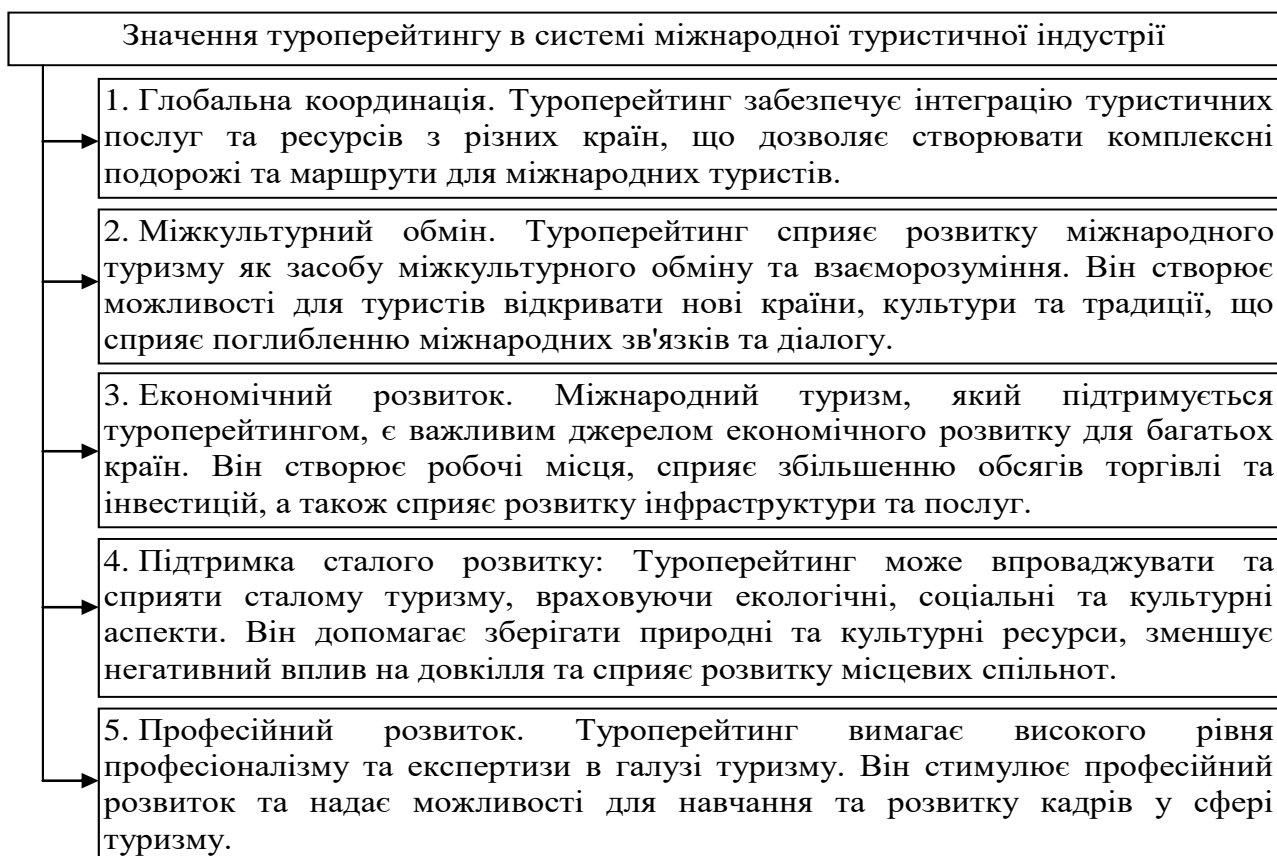 Значення туроперейтингу в системі міжнародної туристичної індустрії
1. Глобальна координація. Туроперейтинг забезпечує інтеграцію туристичних
послуг та ресурсів з різних країн, що дозволяє створювати комплексні
подорожі та маршрути для міжнародних туристів.
2. Міжкультурний обмін. Туроперейтинг сприяє розвитку міжнародного
туризму як засобу міжкультурного обміну та взаєморозуміння. Він створює
можливості для туристів відкривати нові країни, культури та традиції, що
сприяє поглибленню міжнародних зв'язків та діалогу.
3. Економічний розвиток. Міжнародний туризм, який підтримується
туроперейтингом, є важливим джерелом економічного розвитку для багатьох
країн. Він створює робочі місця, сприяє збільшенню обсягів торгівлі та
інвестицій, а також сприяє розвитку інфраструктури та послуг.
4. Підтримка сталого розвитку: Туроперейтинг може впроваджувати та
сприяти сталому туризму, враховуючи екологічні, соціальні та культурні
аспекти. Він допомагає зберігати природні та культурні ресурси, зменшує
негативний вплив на довкілля та сприяє розвитку місцевих спільнот.
5. Професійний розвиток. Туроперейтинг вимагає високого рівня
професіоналізму та експертизи в галузі туризму. Він стимулює професійний
розвиток та надає можливості для навчання та розвитку кадрів у сфері
туризму.